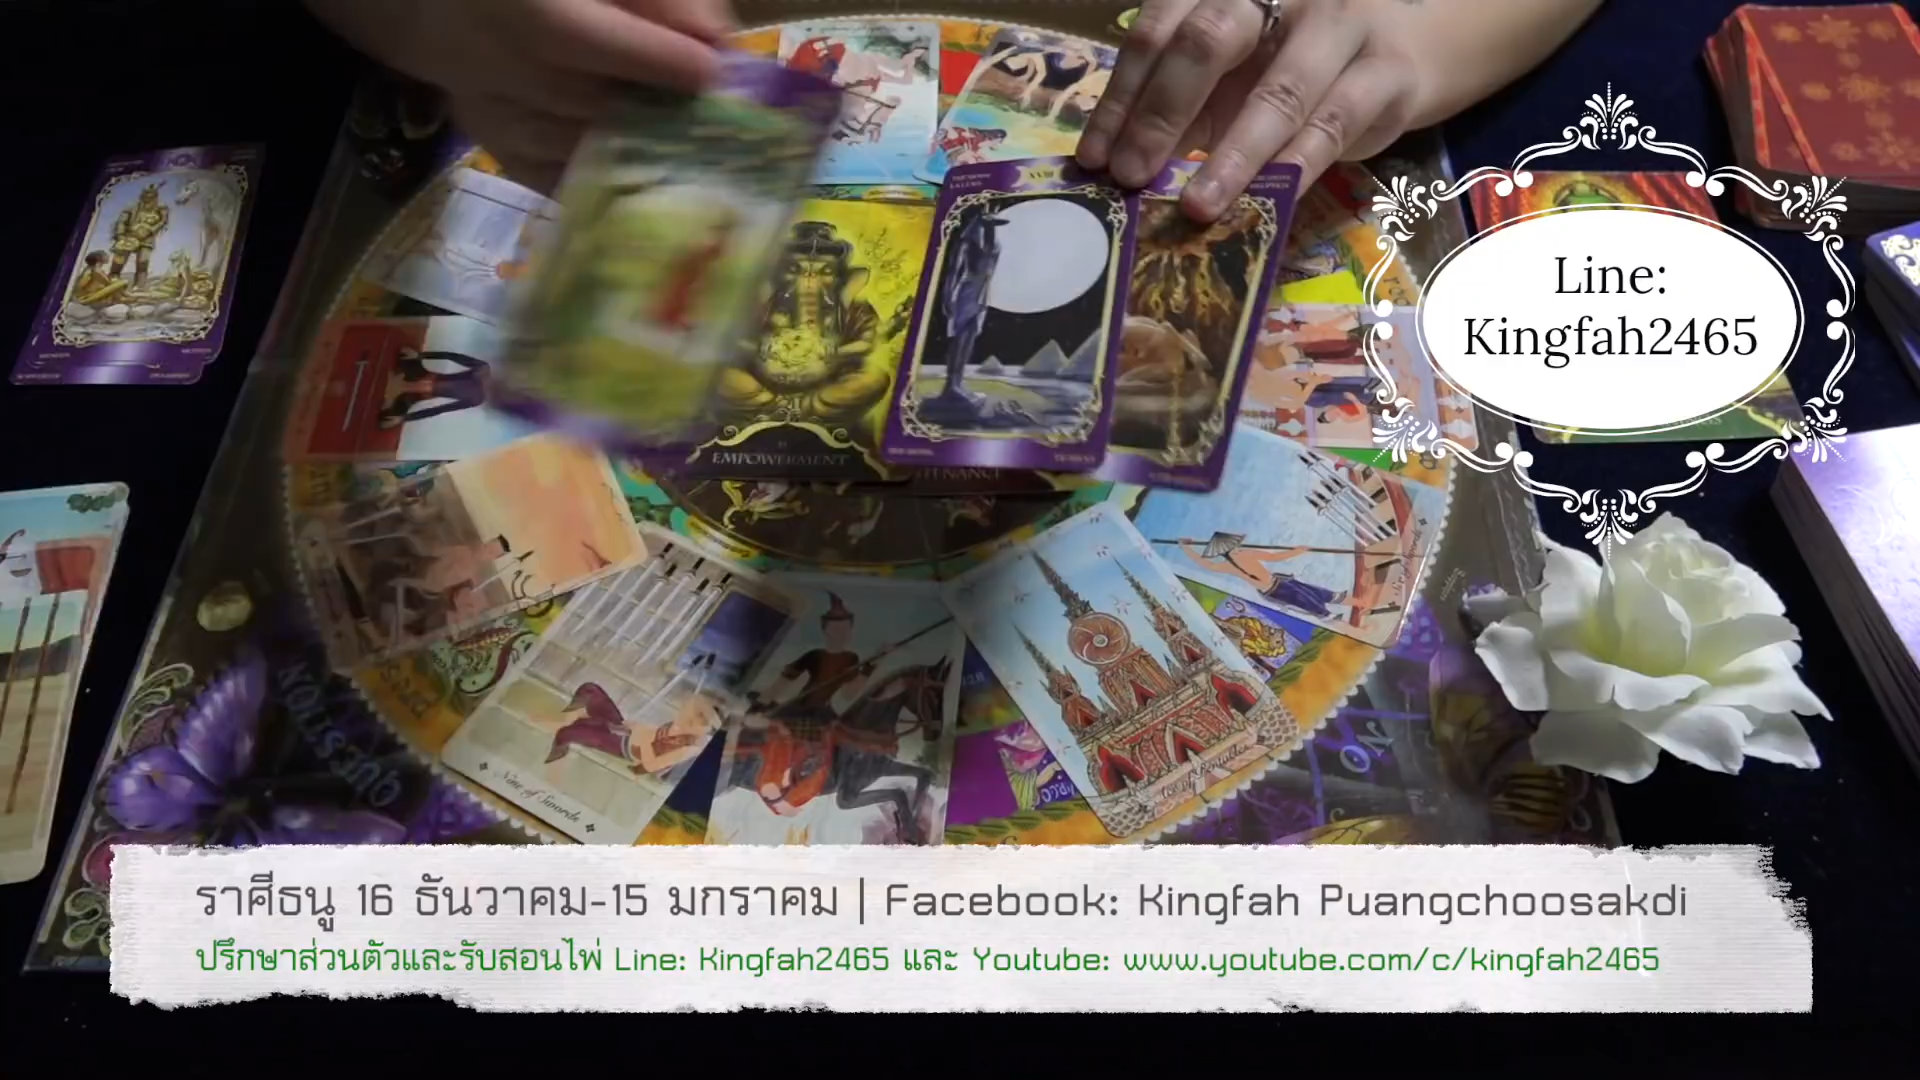 XVIII
Line:
Kingfah2465
EMPOWERMENT
QUESTION
NO
Nine of Swords
ราศีธนู 16 ธันวาคม-15 มกราคม | Facebook: Kingfah Puangchoosakdi
ปรึกษาส่วนตัวและรับสอนไพ่ Line: Kingfah2465 และ Youtube: www.youtube.com/c/kingfah2465